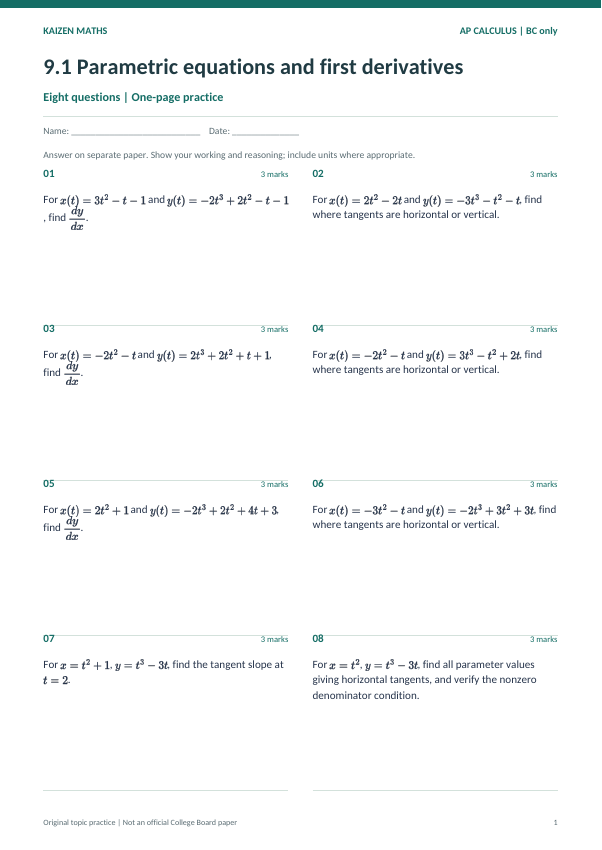 KAIZEN MATHS
AP CALCULUS | BC only
9.1 Parametric equations and first derivatives
Eight questions | One-page practice
Name: ____________________________ Date: ______________
Answer on separate paper. Show your working and reasoning; include units where appropriate.
01 3 marks
For x(t) = 3t² − t − 1 and y(t) = −2t³ + 2t² − t − 1
, find dy/dx.
02 3 marks
For x(t) = 2t² − 2t and y(t) = −3t³ − t² − t, find
where tangents are horizontal or vertical.
03 3 marks
For x(t) = −2t² − t and y(t) = 2t³ + 2t² + t + 1,
find dy/dx.
04 3 marks
For x(t) = −2t² − t and y(t) = 3t³ − t² + 2t, find
where tangents are horizontal or vertical.
05 3 marks
For x(t) = 2t² + 1 and y(t) = −2t³ + 2t² + 4t + 3,
find dy/dx.
06 3 marks
For x(t) = −3t² − t and y(t) = −2t³ + 3t² + 3t, find
where tangents are horizontal or vertical.
07 3 marks
For x = t² + 1, y = t³ − 3t, find the tangent slope at
t = 2.
08 3 marks
For x = t², y = t³ − 3t, find all parameter values
giving horizontal tangents, and verify the nonzero
denominator condition.
Original topic practice | Not an official College Board paper
1